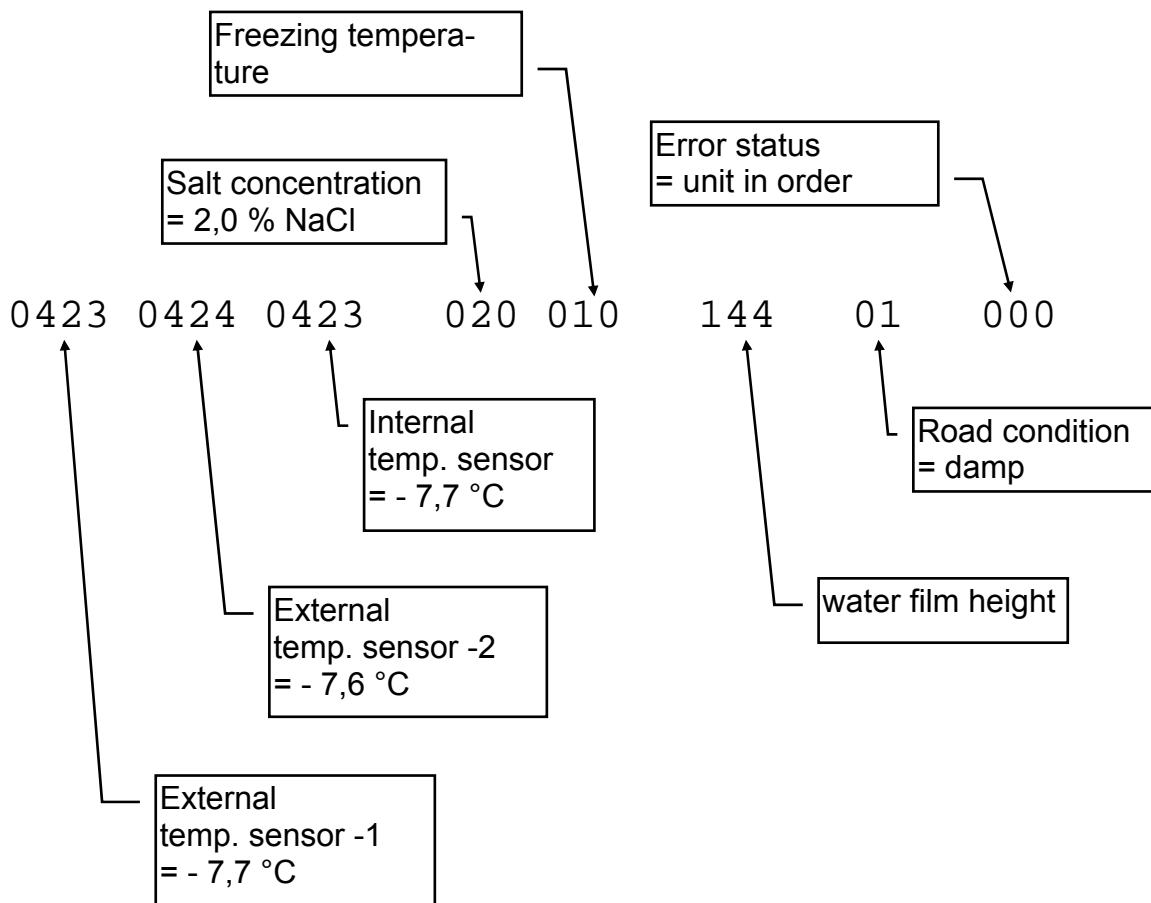 Freezing tempera-
ture
Error status
= unit in order
Salt concentration
= 2,0 % NaCl
0423 0424 0423 020 010 144 01 000
Internal
temp. sensor
= - 7,7 °C
Road condition
= damp
External
temp. sensor -2
= - 7,6 °C
water film height
External
temp. sensor -1
= - 7,7 °C